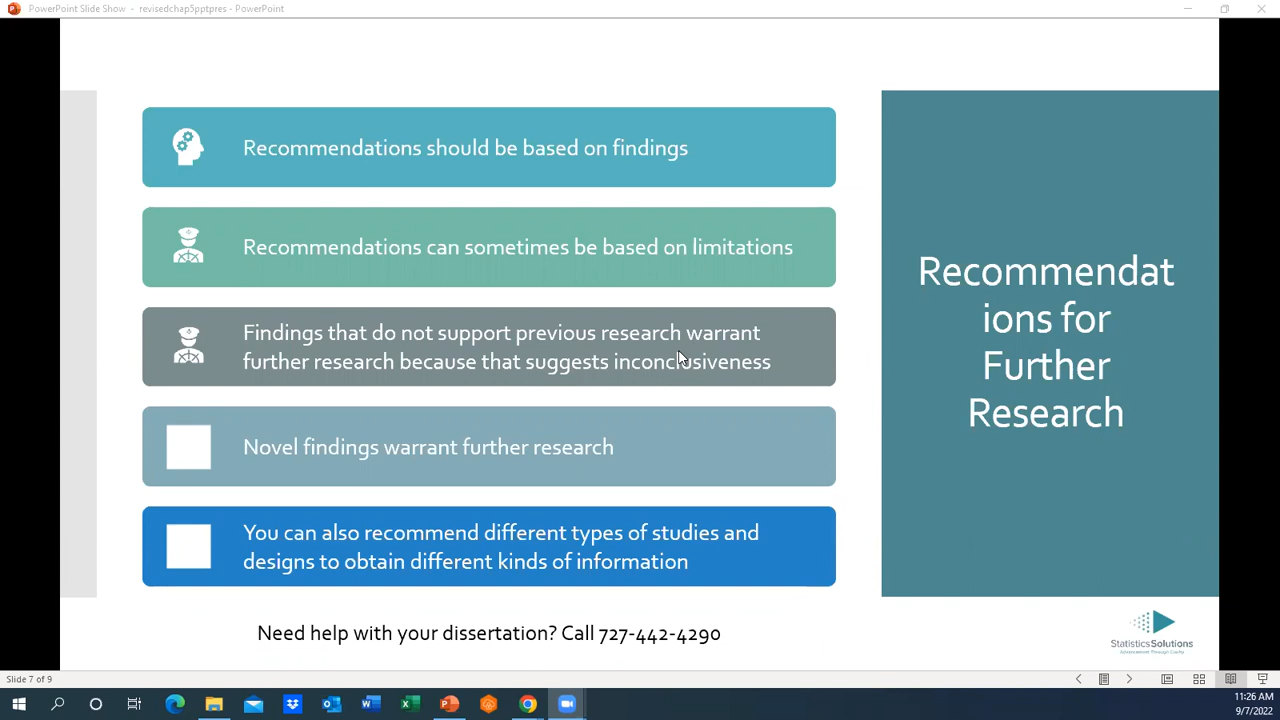 PowerPoint Slide Show - revisedchap5pptpres - PowerPoint
Recommendations should be based on findings
Recommendations can sometimes be based on limitations
Findings that do not support previous research warrant
further research because that suggests inconclusiveness
Novel findings warrant further research
You can also recommend different types of studies and
designs to obtain different kinds of information
Recommendat
ions for
Further
Research
Need help with your dissertation? Call 727-442-4290
StatisticsSolutions
Advancement Through Clarity
Slide 7 of 9
11:26 AM
9/7/2022